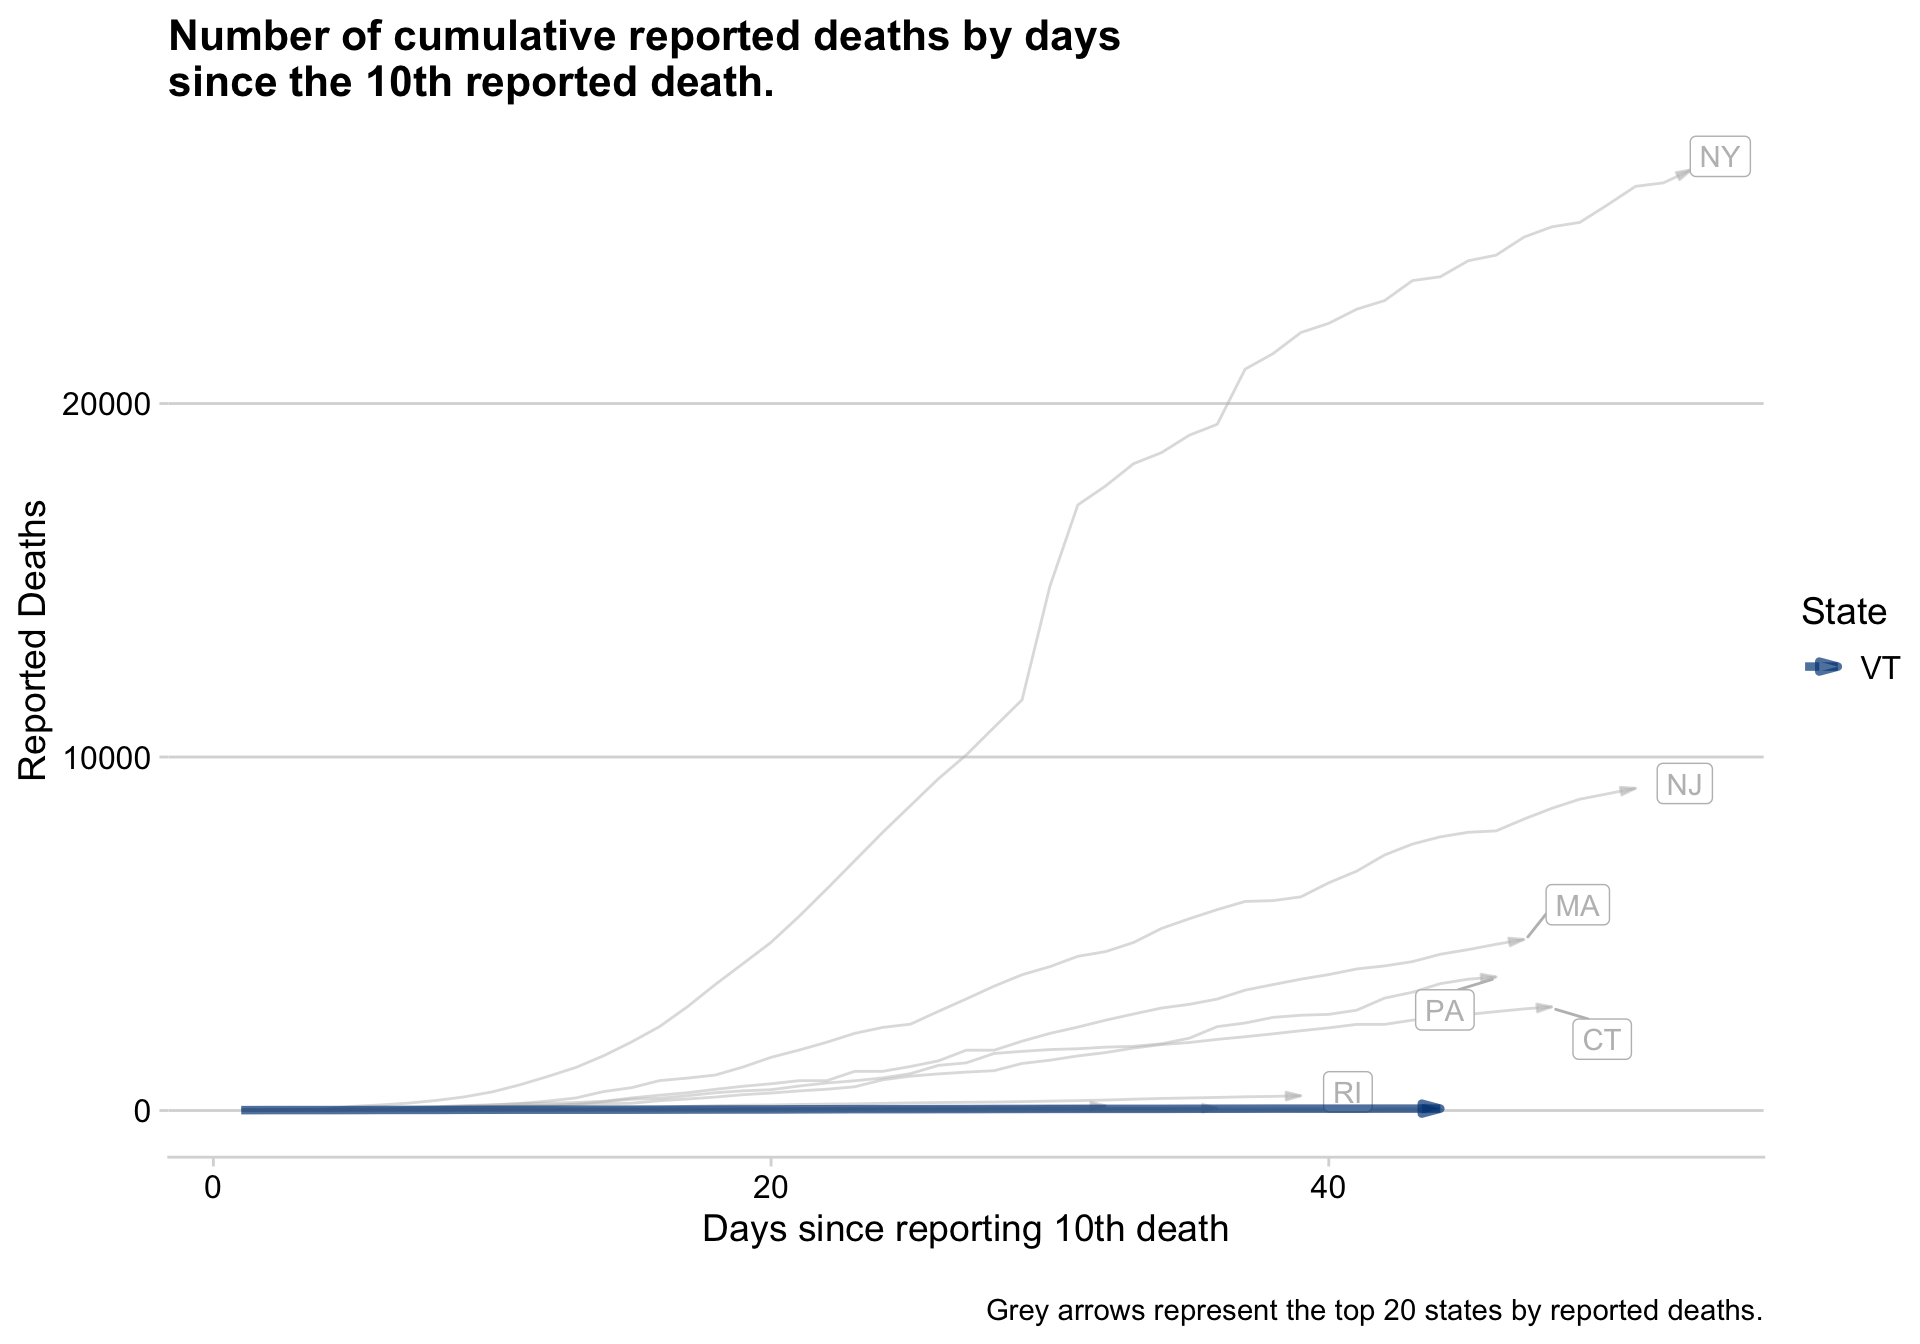 Number of cumulative reported deaths by days
since the 10th reported death.
NY
20000
Reported Deaths
State
VT
10000
NJ
MA
PA
CT
RI
0
0
20
40
Days since reporting 10th death
Grey arrows represent the top 20 states by reported deaths.